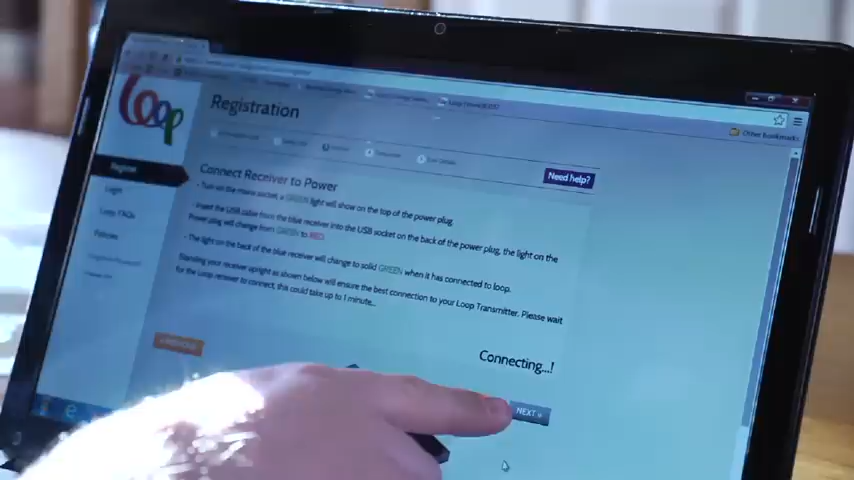 loop
Registration
Need help?
Other bookmarks
Register
Login
Loop FAQs
Policies
Connect Receiver to Power
- Turn on the mains socket, a GREEN light will show on the top of the power plug.
- Insert the USB cable from the blue receiver into the USB socket on the back of the power plug, the light on the
Power plug will change from GREEN to RED.
- The light on the back of the blue receiver will change to solid GREEN when it has connected to loop.
Standing your receiver upright as shown below will ensure the best connection to your Loop Transmitter. Please wait
for the Loop receiver to connect, this could take up to 1 minute...
Connecting...!
NEXT »